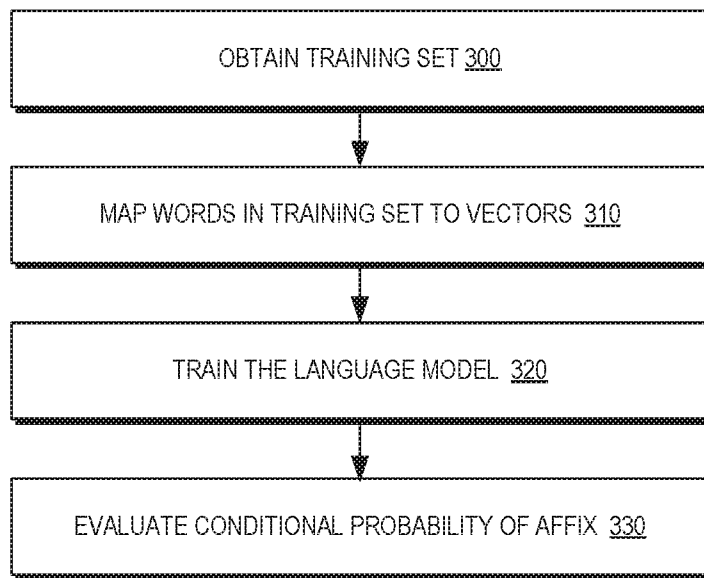 OBTAIN TRAINING SET 300
MAP WORDS IN TRAINING SET TO VECTORS 310
TRAIN THE LANGUAGE MODEL 320
EVALUATE CONDITIONAL PROBABILITY OF AFFIX 330